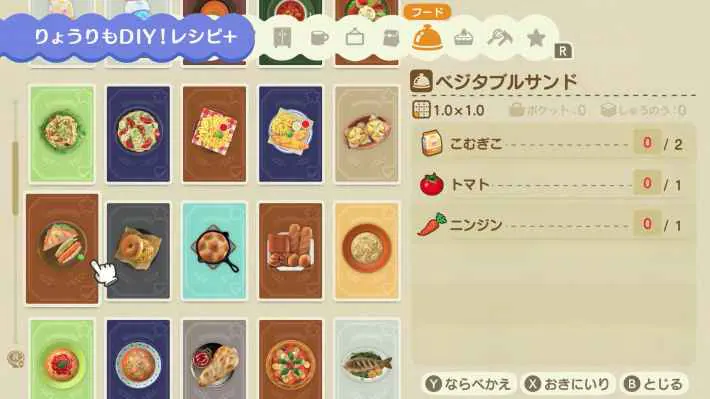 りょうりもDIY！レシピ+
フード
R
ベジタブルサンド
1.0×1.0 ポケット:0 しゅうのう:0
こむぎこ 0 / 2
トマト 0 / 1
ニンジン 0 / 1
Y ならべかえ X おきにいり B とじる